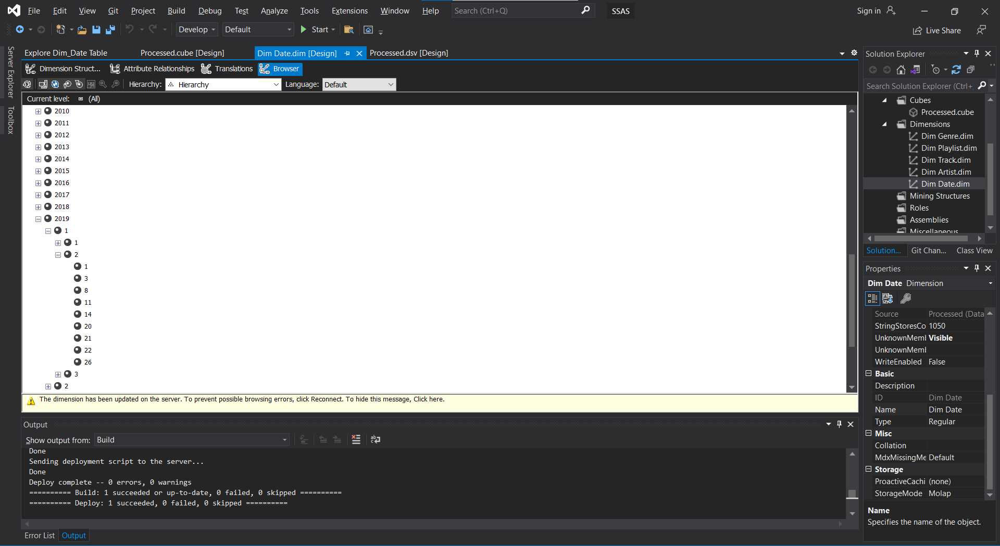 File Edit View Git Project Build Debug Test Analyze Tools Extensions Window Help Search (Ctrl+Q) SSAS Sign in
Develop Default Start Live Share
Server Explorer
Toolbox
Explore Dim_Date Table Processed.cube [Design] Dim Date.dim [Design] Processed.dsv [Design]
Dimension Struct... Attribute Relationships Translations Browser
Hierarchy: Hierarchy Language: Default
Current level: (All)
2010
2011
2012
2013
2014
2015
2016
2017
2018
2019
1
1
2
1
3
8
11
14
20
21
22
26
3
2
The dimension has been updated on the server. To prevent possible browsing errors, click Reconnect. To hide this message, Click here.
Output
Show output from: Build
Done
Sending deployment script to the server...
Done
Deploy complete -- 0 errors, 0 warnings
========== Build: 1 succeeded or up-to-date, 0 failed, 0 skipped ==========
========== Deploy: 1 succeeded, 0 failed, 0 skipped ==========
Error List Output
Solution Explorer
Search Solution Explorer (Ctrl+
Cubes
Processed.cube
Dimensions
Dim Genre.dim
Dim Playlist.dim
Dim Track.dim
Dim Artist.dim
Dim Date.dim
Mining Structures
Roles
Assemblies
Miscellaneous
Solution... Git Chan... Class View
Properties
Dim Date Dimension
Source Processed (Data
StringStoresCo 1050
UnknownMeml Visible
UnknownMeml
WriteEnabled False
Basic
Description
ID Dim Date
Name Dim Date
Type Regular
Misc
Collation
MdxMissingMe Default
Storage
ProactiveCachi (none)
StorageMode Molap
Name
Specifies the name of the object.